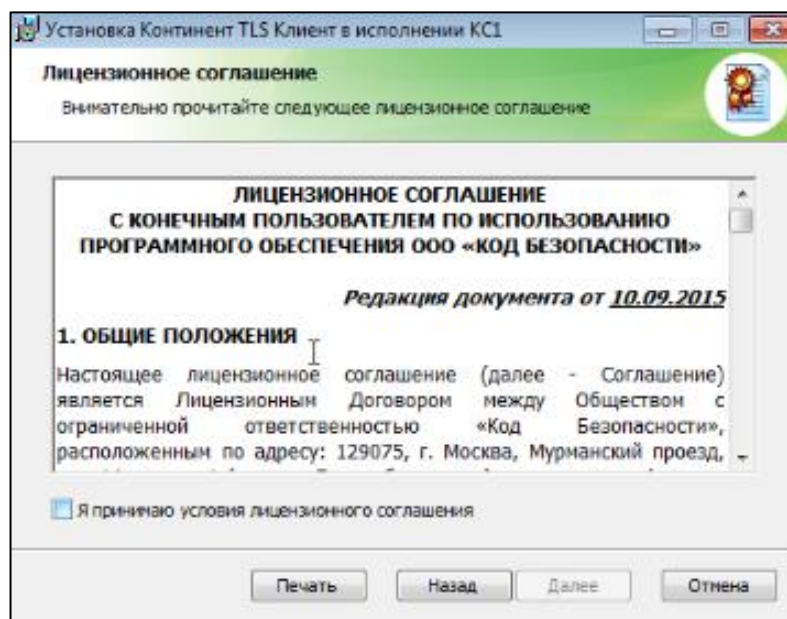 Установка Континент TLS Клиент в исполнении КС1
Лицензионное соглашение
Внимательно прочитайте следующее лицензионное соглашение
ЛИЦЕНЗИОННОЕ СОГЛАШЕНИЕ
С КОНЕЧНЫМ ПОЛЬЗОВАТЕЛЕМ ПО ИСПОЛЬЗОВАНИЮ
ПРОГРАММНОГО ОБЕСПЕЧЕНИЯ ООО «КОД БЕЗОПАСНОСТИ»
Редакция документа от 10.09.2015
1. ОБЩИЕ ПОЛОЖЕНИЯ
Настоящее лицензионное соглашение (далее - Соглашение)
является Лицензионным Договором между Обществом с
ограниченной ответственностью «Код Безопасности»,
расположенным по адресу: 129075, г. Москва, Мурманский проезд,
Я принимаю условия лицензионного соглашения
Печать
Назад
Далее
Отмена